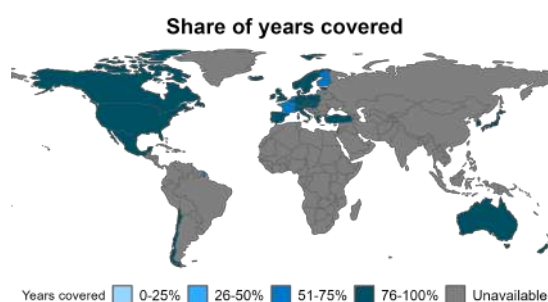 Share of years covered
Years covered 0-25% 26-50% 51-75% 76-100% Unavailable